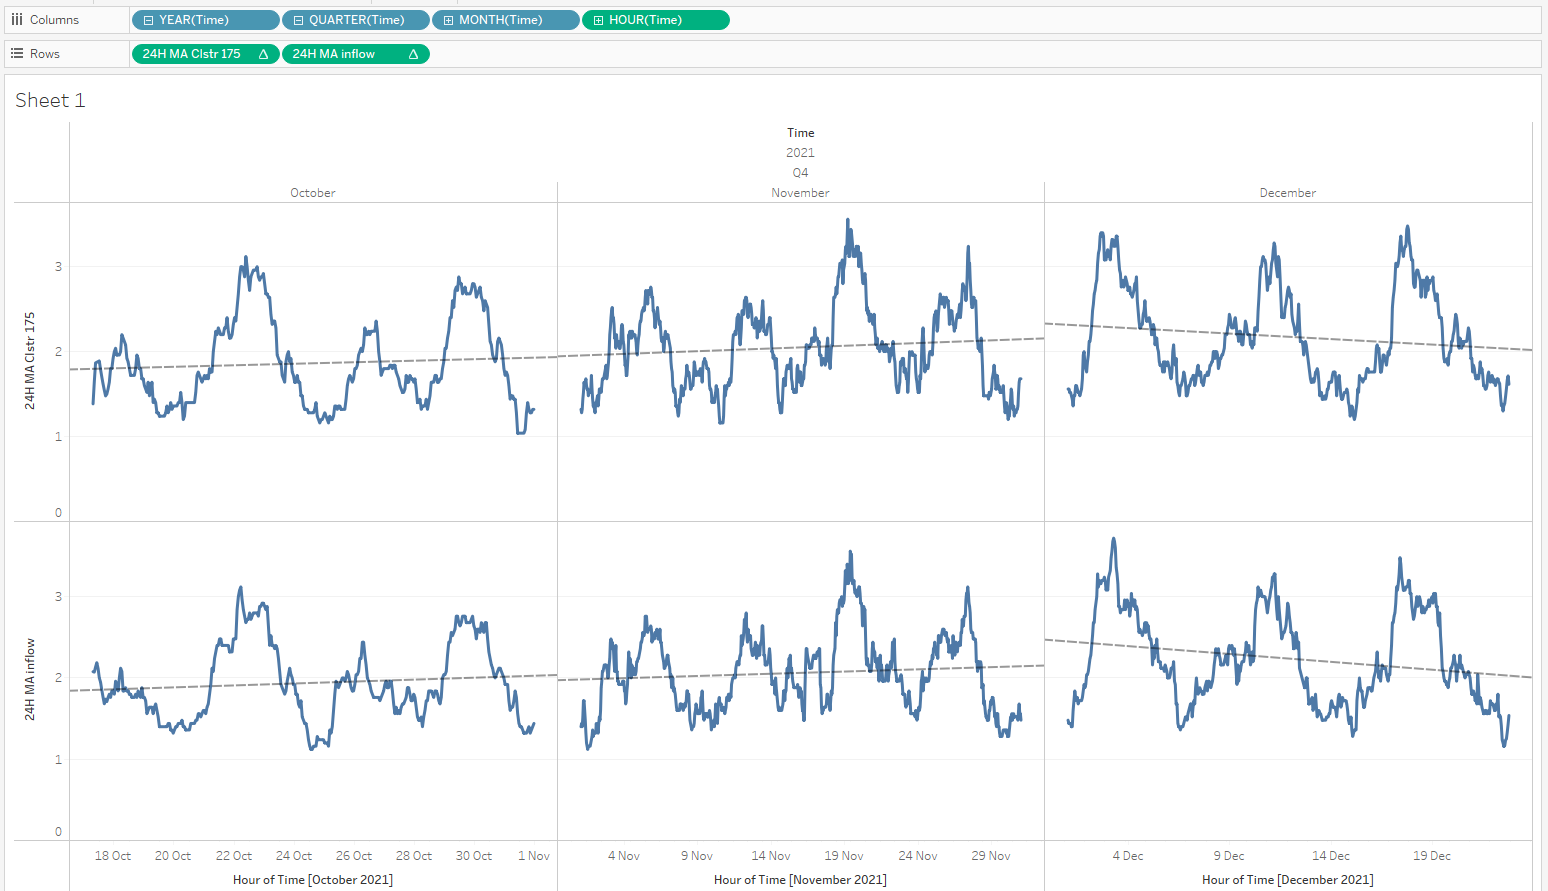 Columns YEAR(Time) QUARTER(Time) MONTH(Time) HOUR(Time)
Rows 24H MA Clstr 175 24H MA inflow
Sheet 1
Time
2021
Q4
October November December
24H MA Clstr 175
3
2
1
0
24H MA inflow
3
2
1
0
18 Oct 20 Oct 22 Oct 24 Oct 26 Oct 28 Oct 30 Oct 1 Nov 4 Nov 9 Nov 14 Nov 19 Nov 24 Nov 29 Nov 4 Dec 9 Dec 14 Dec 19 Dec
Hour of Time [October 2021] Hour of Time [November 2021] Hour of Time [December 2021]